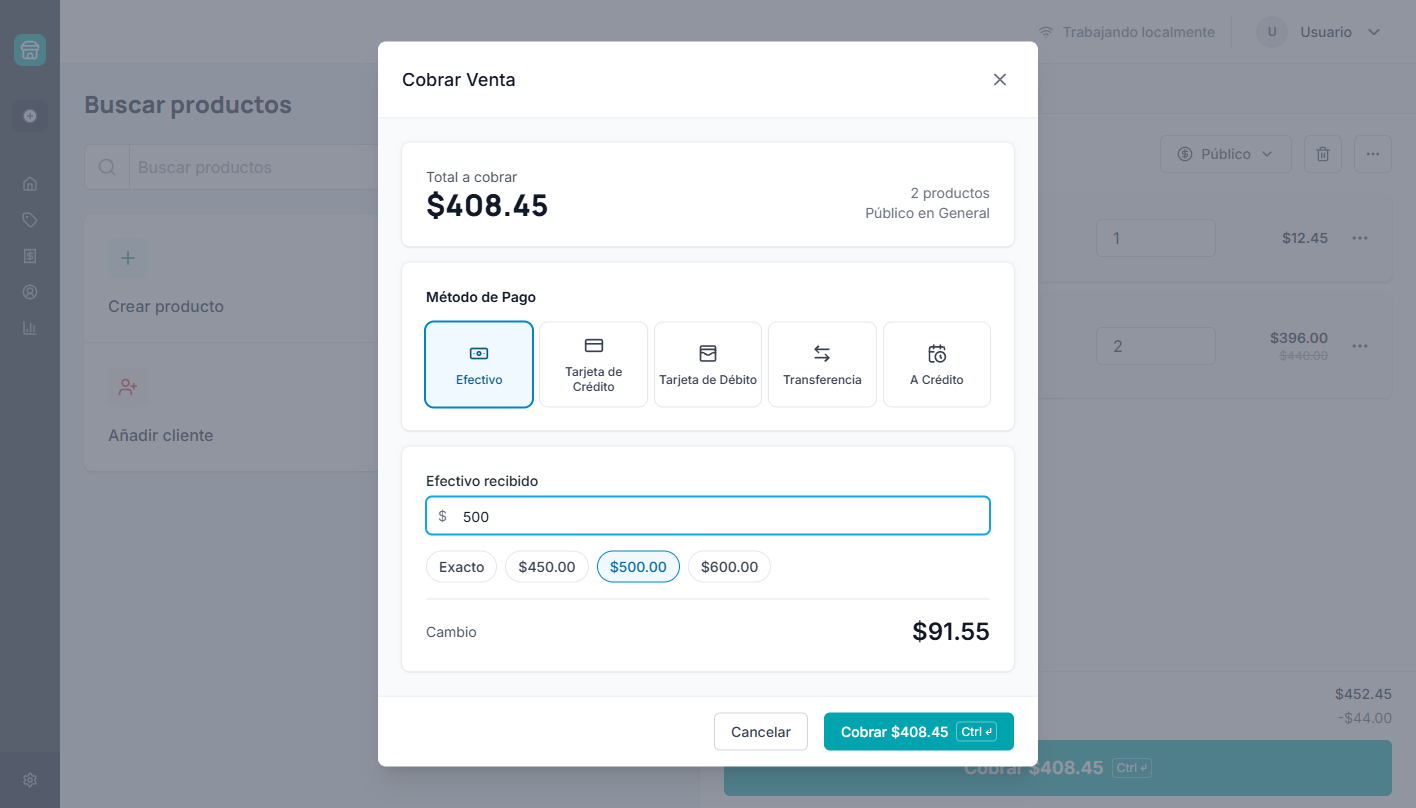 Trabajando localmente
U
Usuario
Buscar productos
Buscar productos
Crear producto
Añadir cliente
Público
1
$12.45
2
$396.00
$440.00
$452.45
-$44.00
Cobrar $408.45 Ctrl ↵
Cobrar Venta
Total a cobrar
$408.45
2 productos
Público en General
Método de Pago
Efectivo
Tarjeta de
Crédito
Tarjeta de Débito
Transferencia
A Crédito
Efectivo recibido
$ 500
Exacto
$450.00
$500.00
$600.00
Cambio
$91.55
Cancelar
Cobrar $408.45 Ctrl ↵